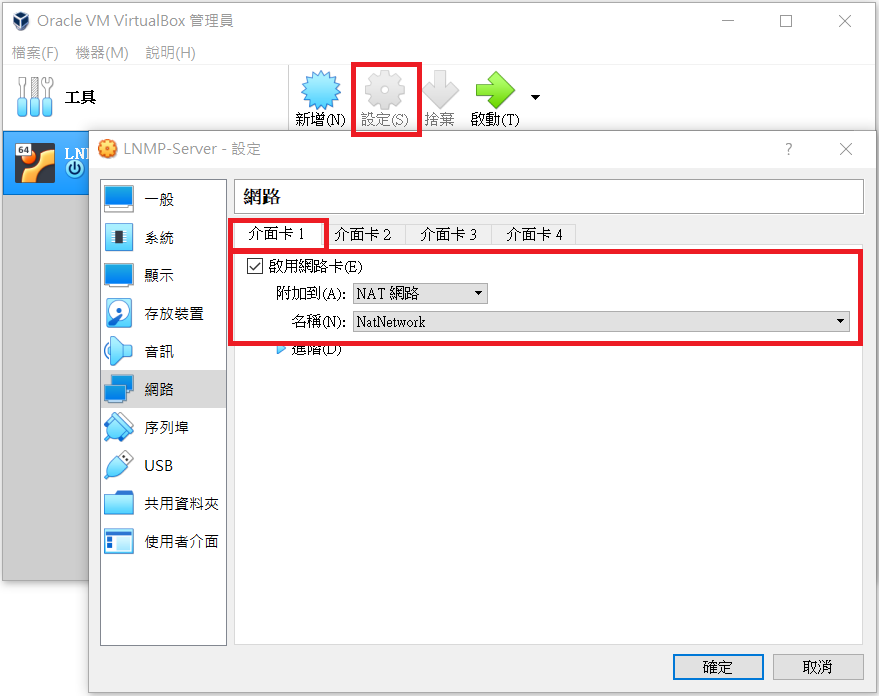 Oracle VM VirtualBox 管理員
檔案(F) 機器(M) 說明(H)
工具
新增(N) 設定(S) 捨棄 啟動(T)
64
LNMP-Server - 設定
?
一般
系統
顯示
存放裝置
音訊
網路
序列埠
USB
共用資料夾
使用者介面
網路
介面卡 1 介面卡 2 介面卡 3 介面卡 4
啟用網路卡(E)
附加到(A): NAT 網路
名稱(N): NatNetwork
進階(D)
確定 取消